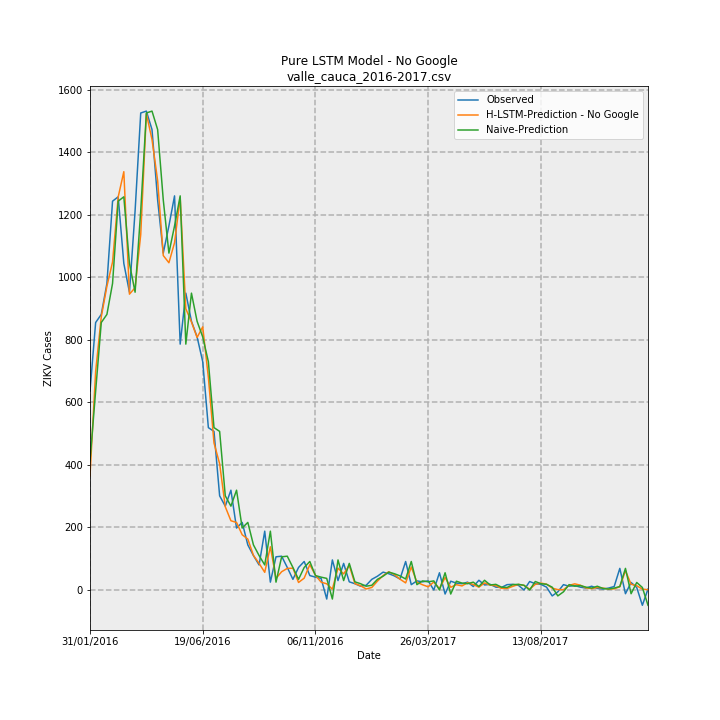 Pure LSTM Model - No Google
valle_cauca_2016-2017.csv
Observed
H-LSTM-Prediction - No Google
Naive-Prediction
ZIKV Cases
1600
1400
1200
1000
800
600
400
200
0
31/01/2016
19/06/2016
06/11/2016
26/03/2017
13/08/2017
Date